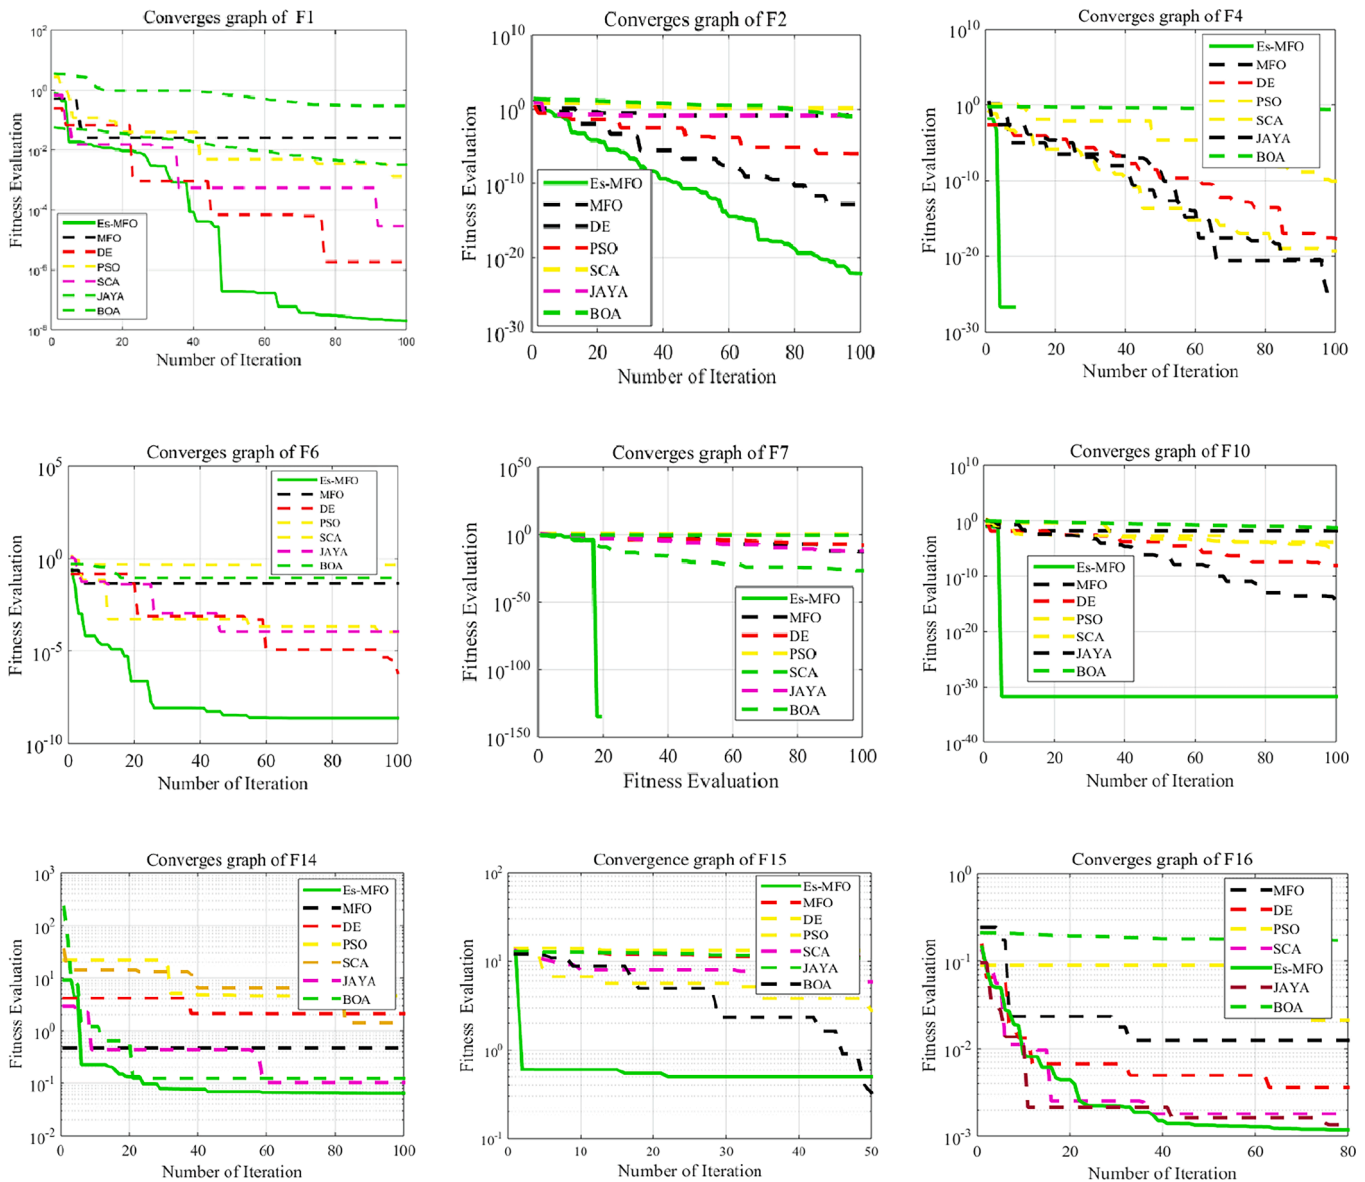 Converges graph of F1
Fitness Evaluation
10^2
10^0
10^-2
10^-4
10^-6
10^-8
Es-MFO
MFO
DE
PSO
SCA
JAYA
BOA
0 20 40 60 80 100
Number of Iteration
Converges graph of F2
Fitness Evaluation
10^10
10^0
10^-10
10^-20
10^-30
Es-MFO
MFO
DE
PSO
SCA
JAYA
BOA
0 20 40 60 80 100
Number of Iteration
Converges graph of F4
Fitness Evaluation
10^10
10^0
10^-10
10^-20
10^-30
Es-MFO
MFO
DE
PSO
SCA
JAYA
BOA
0 20 40 60 80 100
Number of Iteration
Converges graph of F6
Fitness Evaluation
10^5
10^0
10^-5
10^-10
Es-MFO
MFO
DE
PSO
SCA
JAYA
BOA
0 20 40 60 80 100
Number of Iteration
Converges graph of F7
Fitness Evaluation
10^50
10^0
10^-50
10^-100
10^-150
Es-MFO
MFO
DE
PSO
SCA
JAYA
BOA
0 20 40 60 80 100
Fitness Evaluation
Converges graph of F10
Fitness Evaluation
10^10
10^0
10^-10
10^-20
10^-30
10^-40
Es-MFO
MFO
DE
PSO
SCA
JAYA
BOA
0 20 40 60 80 100
Number of Iteration
Converges graph of F14
Fitness Evaluation
10^3
10^2
10^1
10^0
10^-1
10^-2
Es-MFO
MFO
DE
PSO
SCA
JAYA
BOA
0 20 40 60 80 100
Number of Iteration
Convergence graph of F15
Fitness Evaluation
10^2
10^1
10^0
10^-1
Es-MFO
MFO
DE
PSO
SCA
JAYA
BOA
0 10 20 30 40 50
Number of Iteration
Converges graph of F16
Fitness Evaluation
10^0
10^-1
10^-2
10^-3
MFO
DE
PSO
SCA
Es-MFO
JAYA
BOA
0 20 40 60 80
Number of Iteration